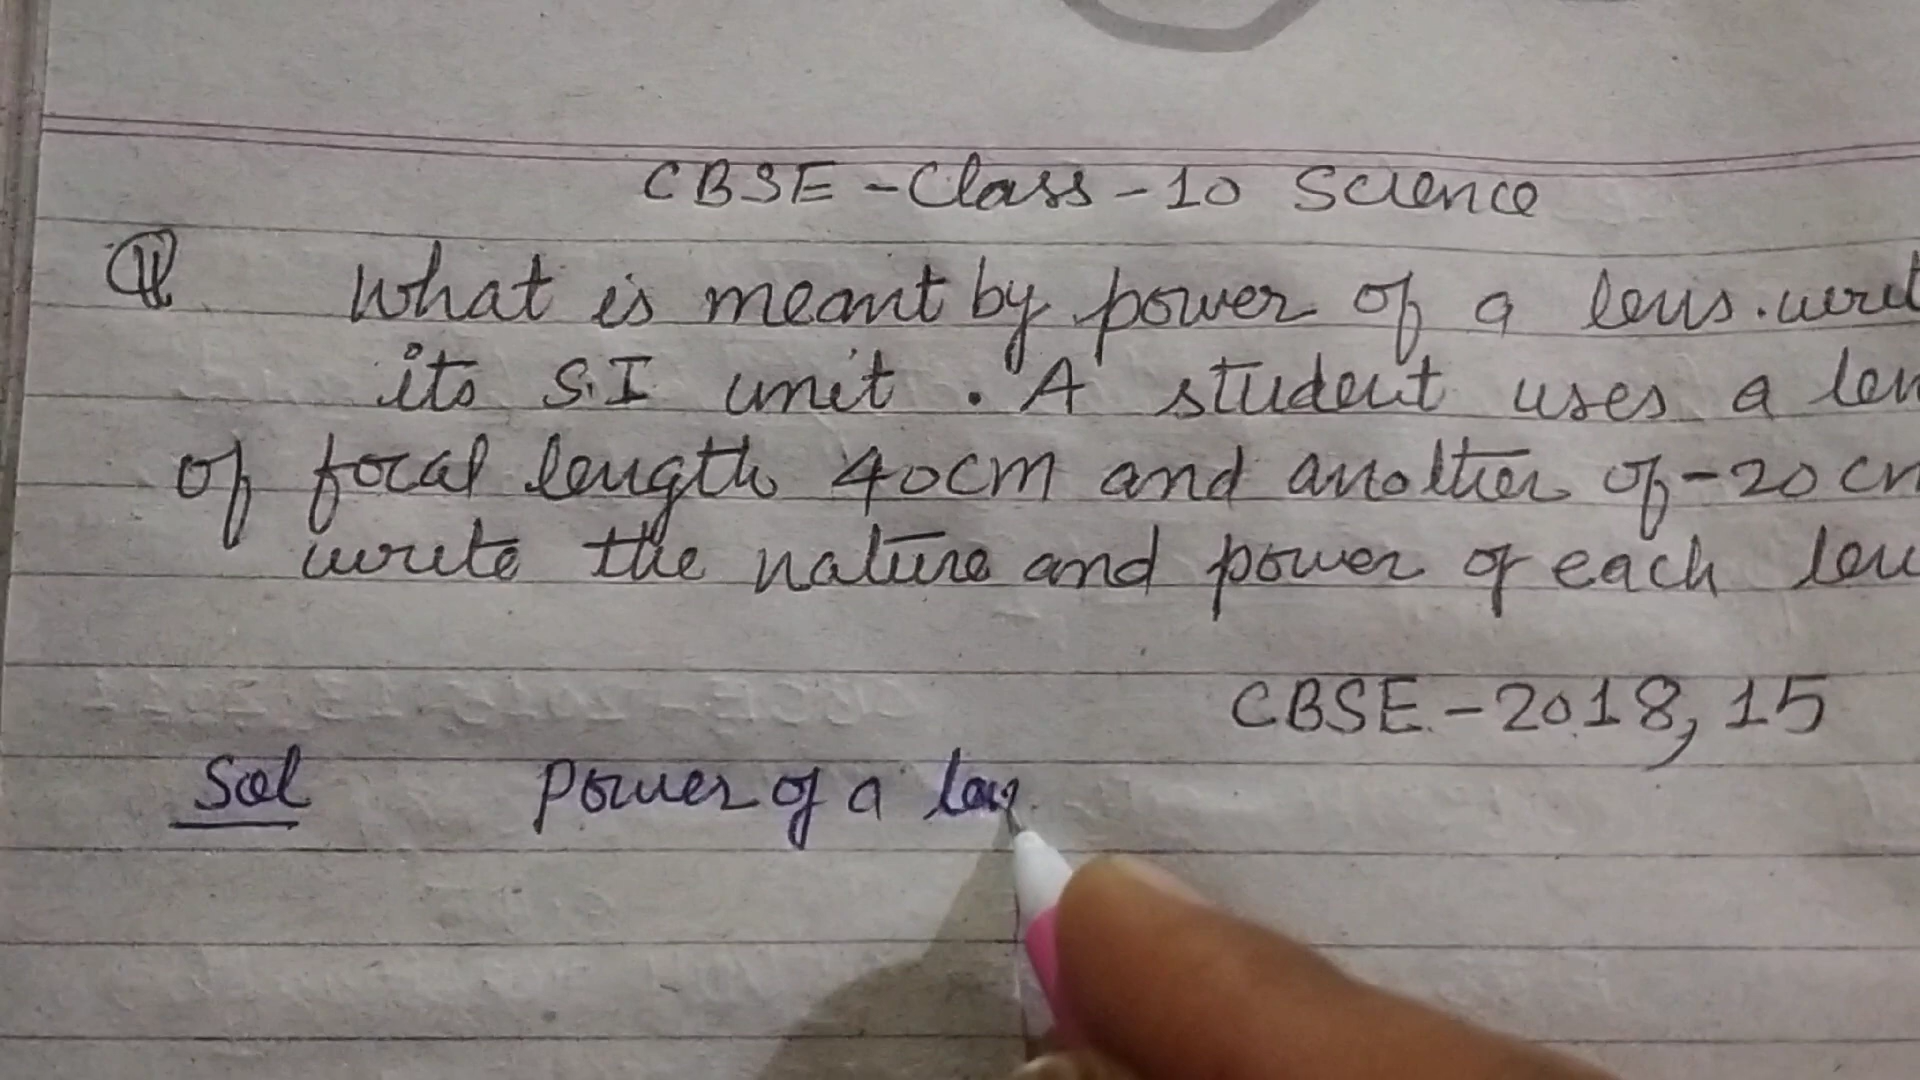 CBSE - Class - 10 Science
Q what is meant by power of a lens. writ
its S.I unit. A student uses a len
of focal length 40cm and another of -20 cm
write the nature and power of each len
CBSE - 2018, 15
Sol Power of a len